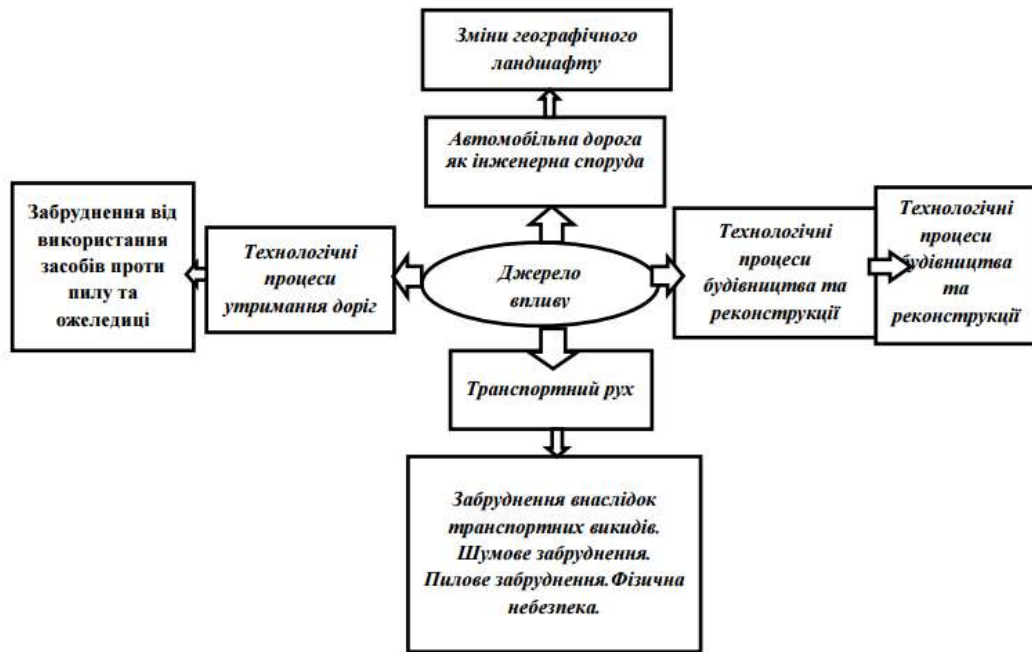 Зміни географічного
ландшафту
Автомобільна дорога
як інженерна споруда
Забруднення від
використання
засобів проти
пилу та
ожеледиці
Технологічні
процеси
утримання доріг
Джерело
впливу
Технологічні
процеси
будівництва та
реконструкції
Технологічні
процеси
будівництва
та
реконструкції
Транспортний рух
Забруднення внаслідок
транспортних викидів.
Шумове забруднення.
Пилове забруднення.Фізична
небезпека.